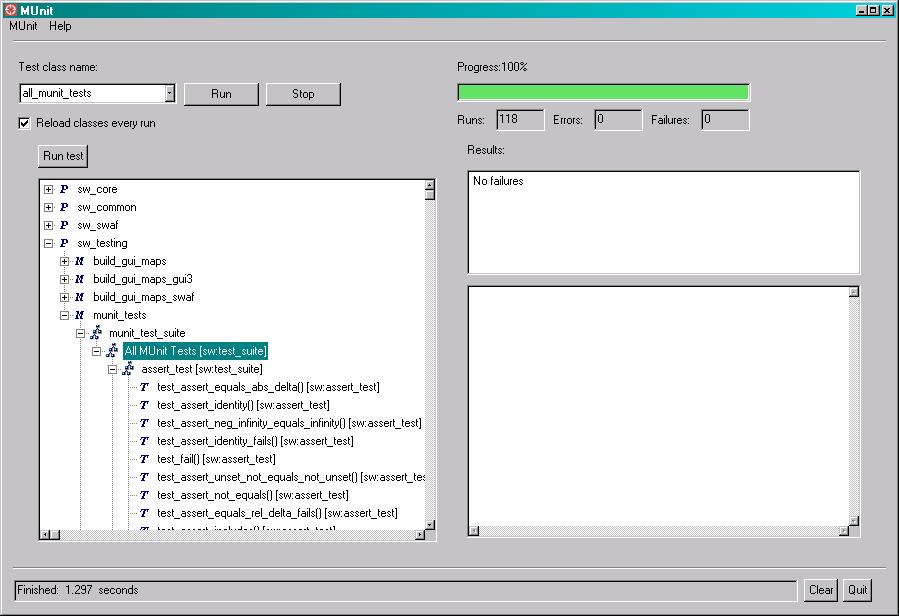 MUnit
MUnit Help
Test class name:
all_munit_tests
Run
Stop
Reload classes every run
Run test
P sw_core
P sw_common
P sw_swaf
P sw_testing
M build_gui_maps
M build_gui_maps_gui3
M build_gui_maps_swaf
M munit_tests
munit_test_suite
All MUnit Tests [sw:test_suite]
assert_test [sw:test_suite]
T test_assert_equals_abs_delta() [sw:assert_test]
T test_assert_identity() [sw:assert_test]
T test_assert_neg_infinity_equals_infinity() [sw:assert_test]
T test_assert_identity_fails() [sw:assert_test]
T test_fail() [sw:assert_test]
T test_assert_unset_not_equals_not_unset() [sw:assert_tes
T test_assert_not_equals() [sw:assert_test]
T test_assert_equals_rel_delta_fails() [sw:assert_test]
T test_assert_includes() [sw:assert_test]
Progress:100%
Runs: 118 Errors: 0 Failures: 0
Results:
No failures
Finished: 1.297 seconds
Clear
Quit